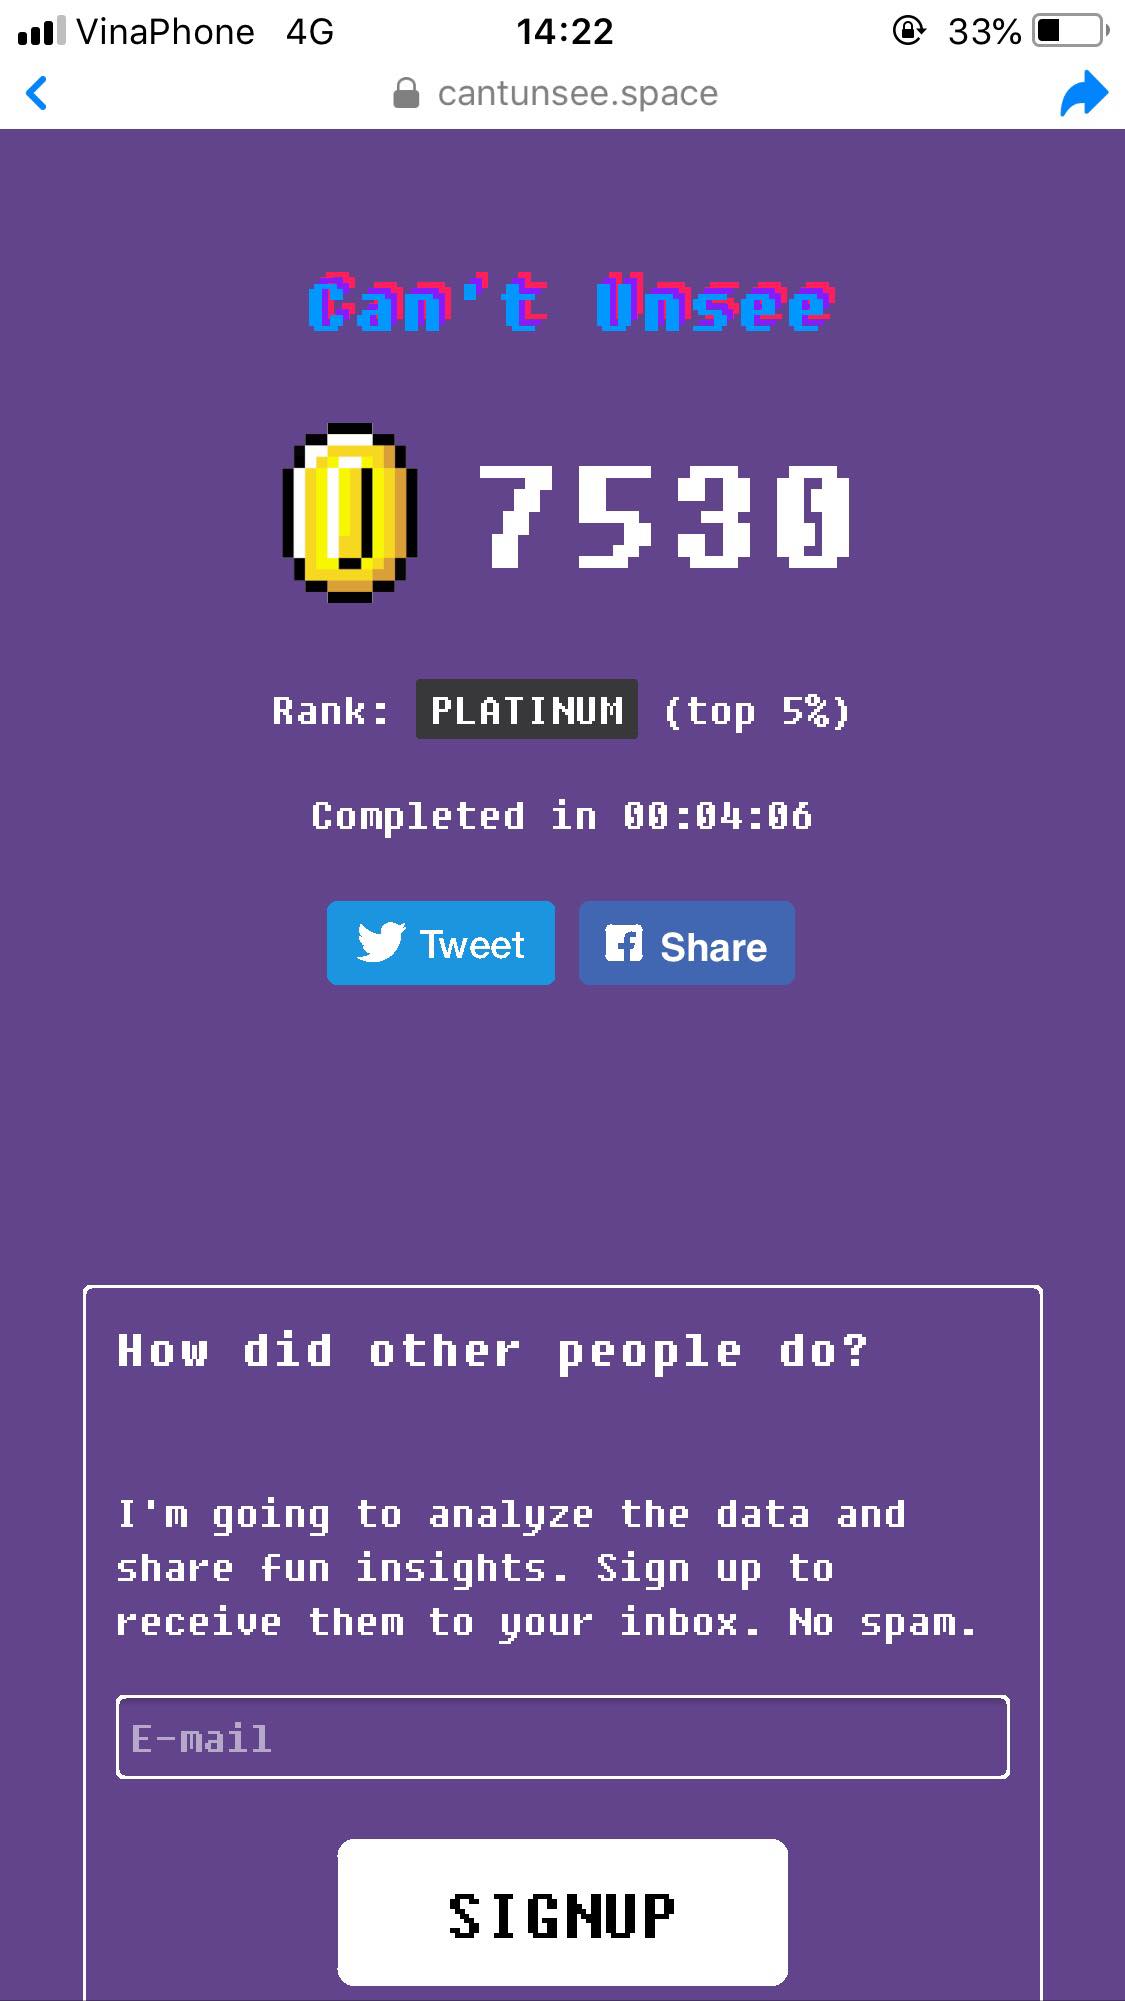 VinaPhone 4G 14:22 33%
cantunsee.space
Can't Unsee
7530
Rank: PLATINUM (top 5%)
Completed in 00:04:06
Tweet Share
How did other people do?
I'm going to analyze the data and
share fun insights. Sign up to
receive them to your inbox. No spam.
E-mail
SIGNUP